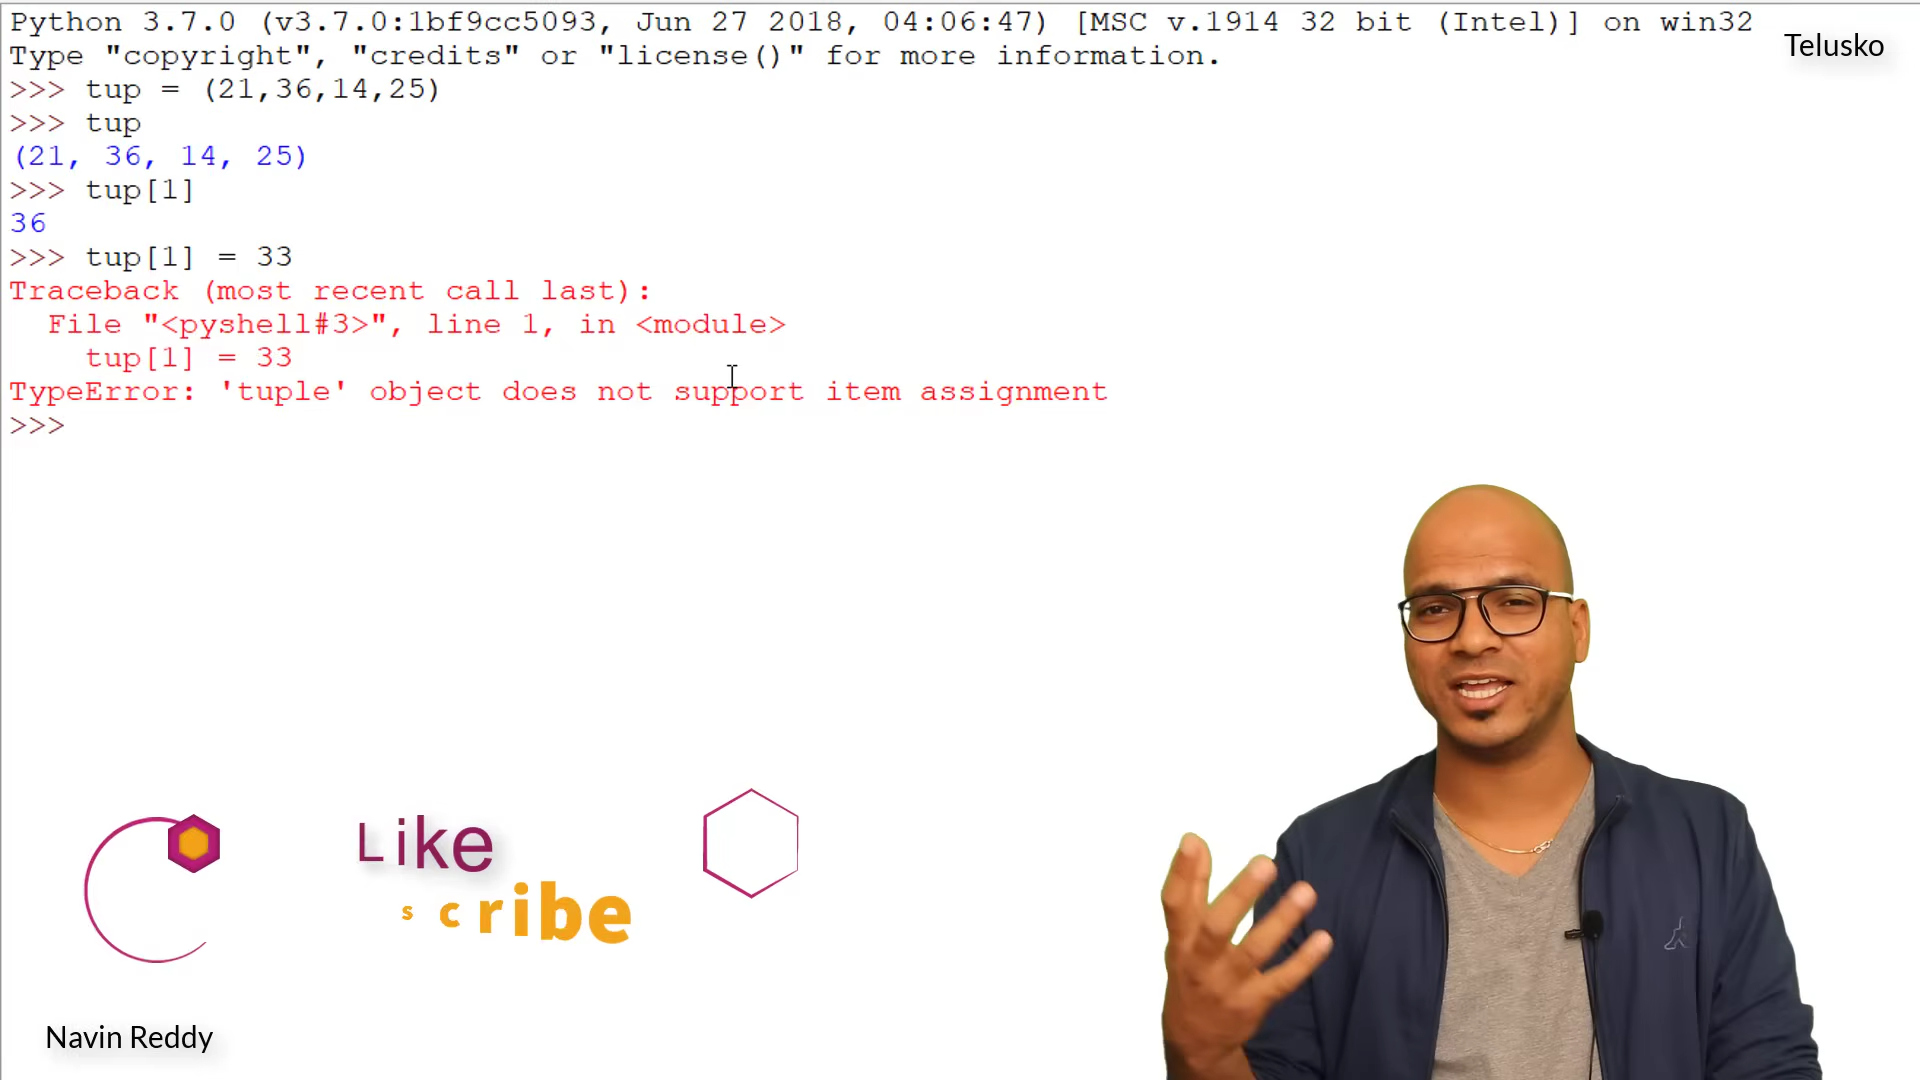 Python 3.7.0 (v3.7.0:1bf9cc5093, Jun 27 2018, 04:06:47) [MSC v.1914 32 bit (Intel)] on win32
Type "copyright", "credits" or "license()" for more information.
Telusko
>>> tup = (21,36,14,25)
>>> tup
(21, 36, 14, 25)
>>> tup[1]
36
>>> tup[1] = 33
Traceback (most recent call last):
  File "<pyshell#3>", line 1, in <module>
    tup[1] = 33
TypeError: 'tuple' object does not support item assignment
>>>
Like
scribe
Navin Reddy